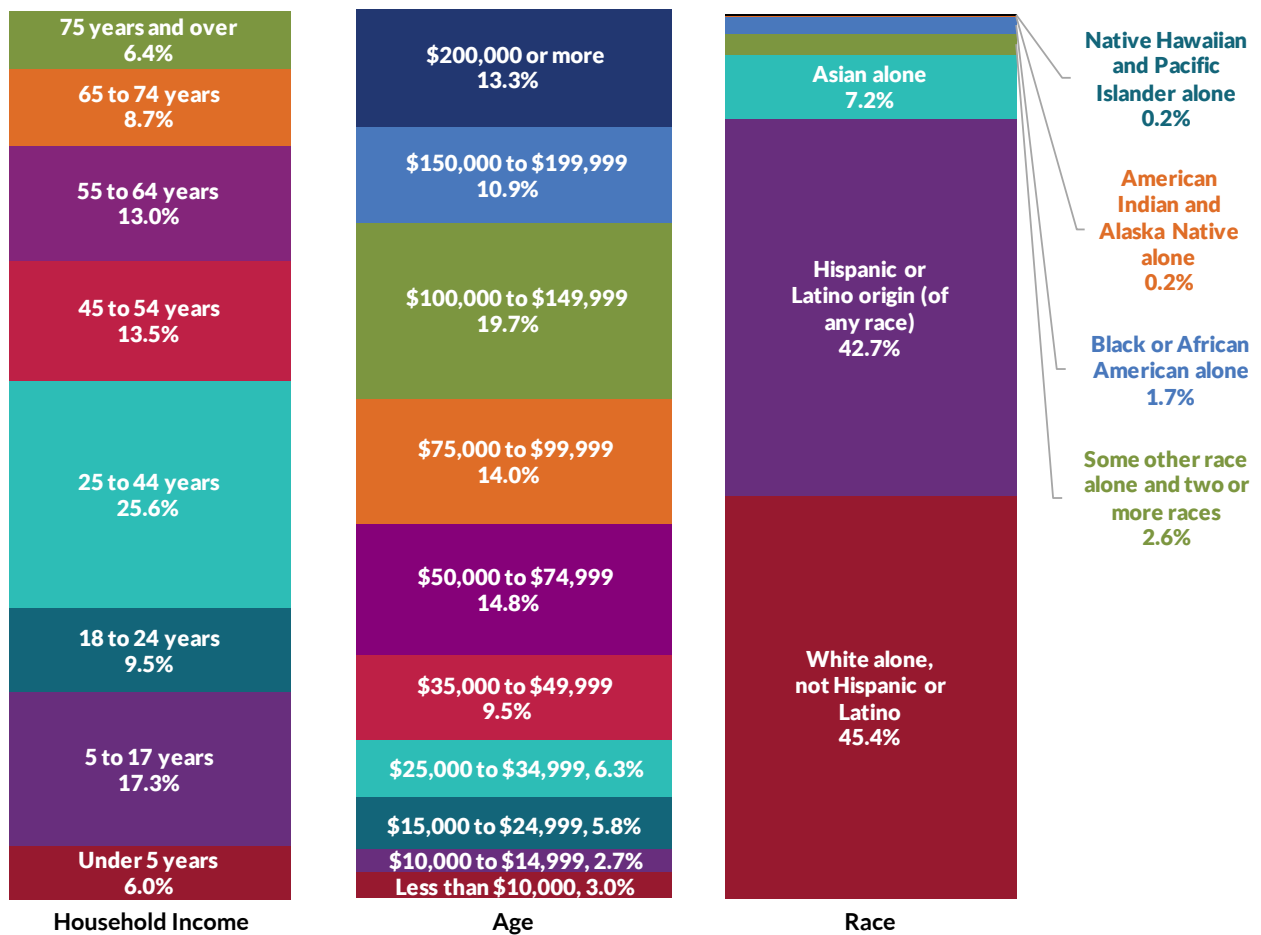 75 years and over
6.4%
65 to 74 years
8.7%
55 to 64 years
13.0%
45 to 54 years
13.5%
25 to 44 years
25.6%
18 to 24 years
9.5%
5 to 17 years
17.3%
Under 5 years
6.0%
Household Income
$200,000 or more
13.3%
$150,000 to $199,999
10.9%
$100,000 to $149,999
19.7%
$75,000 to $99,999
14.0%
$50,000 to $74,999
14.8%
$35,000 to $49,999
9.5%
$25,000 to $34,999, 6.3%
$15,000 to $24,999, 5.8%
$10,000 to $14,999, 2.7%
Less than $10,000, 3.0%
Age
Asian alone
7.2%
Hispanic or
Latino origin (of
any race)
42.7%
White alone,
not Hispanic or
Latino
45.4%
Race
Native Hawaiian
and Pacific
Islander alone
0.2%
American
Indian and
Alaska Native
alone
0.2%
Black or African
American alone
1.7%
Some other race
alone and two or
more races
2.6%